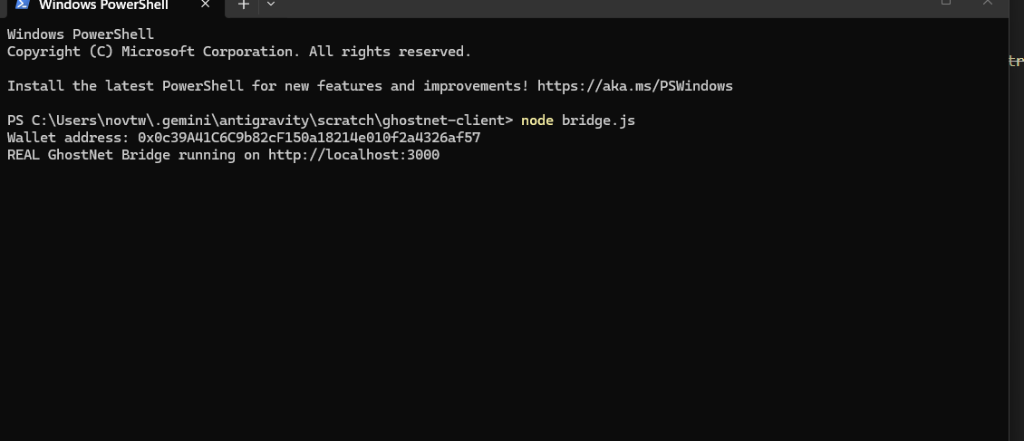 Windows PowerShell
Windows PowerShell
Copyright (C) Microsoft Corporation. All rights reserved.
Install the latest PowerShell for new features and improvements! https://aka.ms/PSWindows
PS C:\Users\novtw\.gemini\antigravity\scratch\ghostnet-client> node bridge.js
Wallet address: 0x0c39A41C6C9b82cF150a18214e010f2a4326af57
REAL GhostNet Bridge running on http://localhost:3000